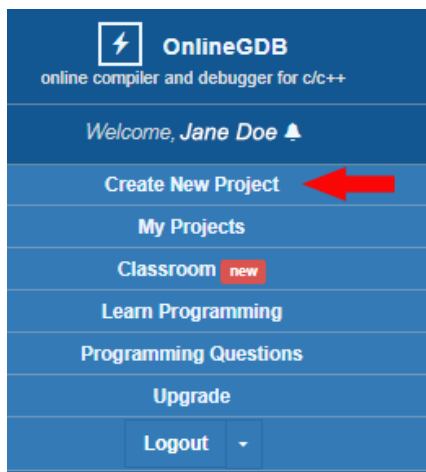 OnlineGDB
online compiler and debugger for c/c++
Welcome, Jane Doe
Create New Project
My Projects
Classroom new
Learn Programming
Programming Questions
Upgrade
Logout